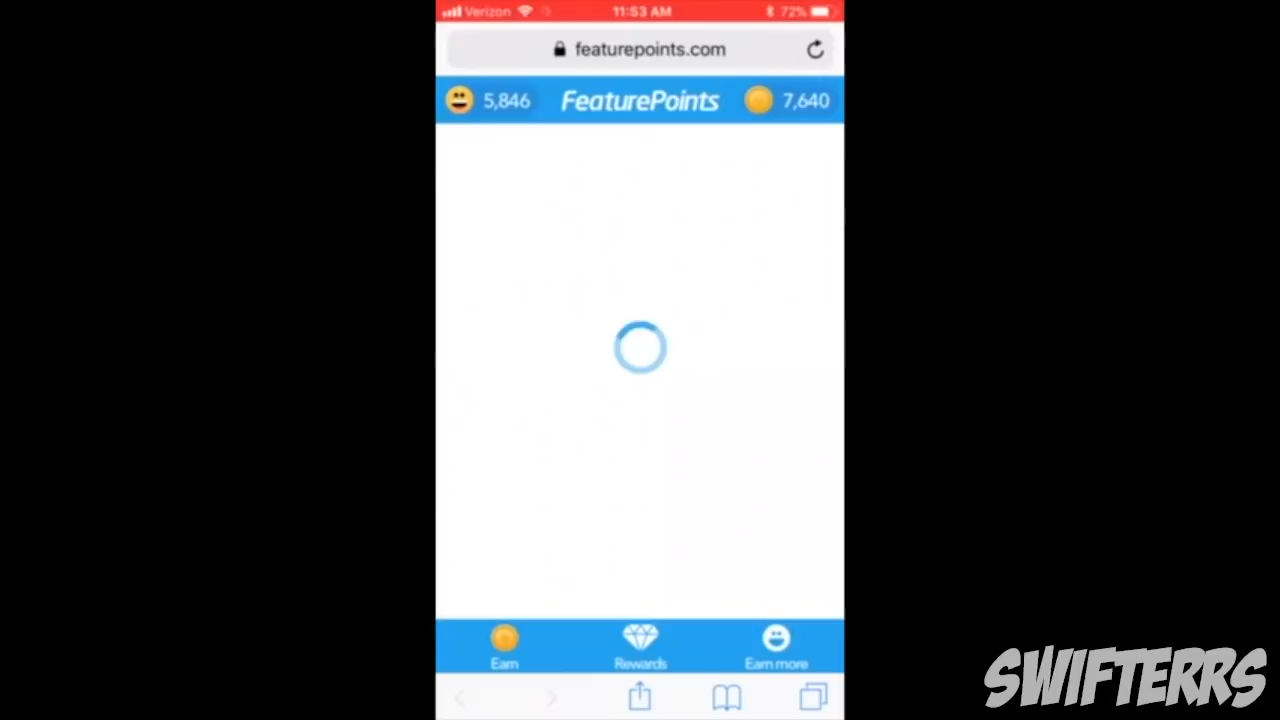 Verizon 11:53 AM 72%
featurepoints.com
5,846 FeaturePoints 7,640
Earn Rewards Earn more
SWIFTERRS